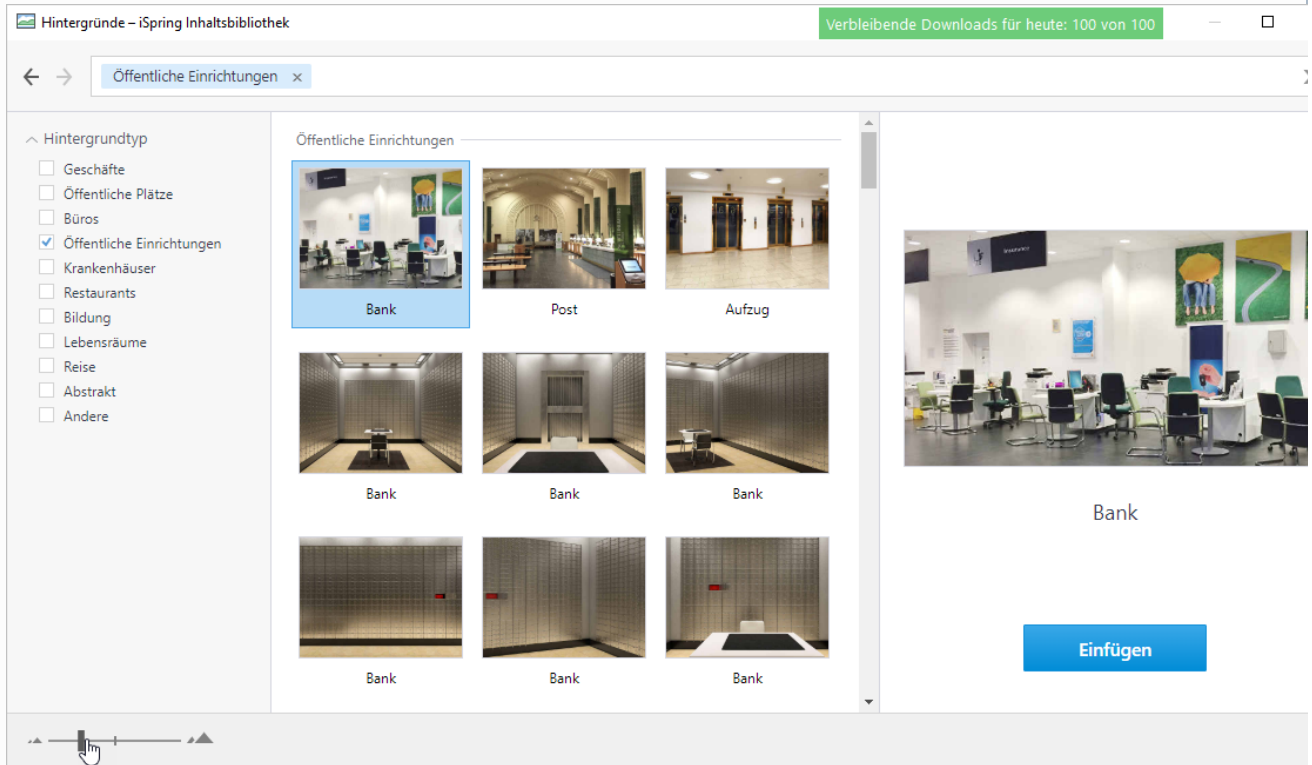 Hintergründe – iSpring Inhaltsbibliothek
Verbleibende Downloads für heute: 100 von 100
Öffentliche Einrichtungen
Hintergrundtyp
Geschäfte
Öffentliche Plätze
Büros
Öffentliche Einrichtungen
Krankenhäuser
Restaurants
Bildung
Lebensräume
Reise
Abstrakt
Andere
Öffentliche Einrichtungen
Bank
Post
Aufzug
Bank
Bank
Bank
Bank
Bank
Bank
Insurance
Bank
Einfügen